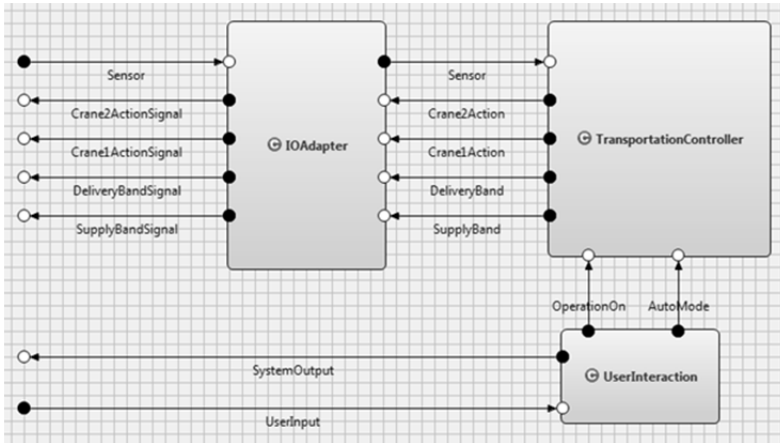 Sensor
Sensor
Crane2ActionSignal
Crane2Action
IOAdapter
TransportationController
Crane1ActionSignal
Crane1Action
DeliveryBandSignal
DeliveryBand
SupplyBandSignal
SupplyBand
OperationOn
AutoMode
SystemOutput
UserInteraction
UserInput